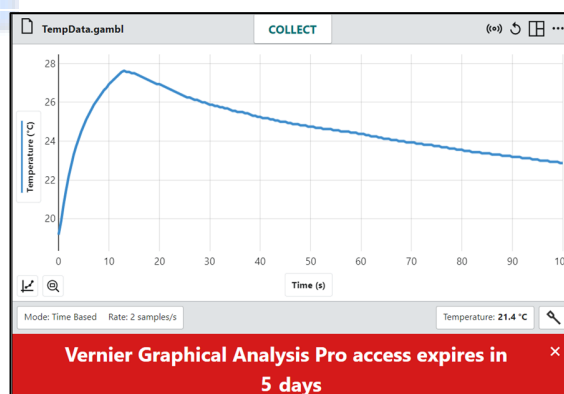 TempData.gambl
COLLECT
28
26
24
22
20
Temperature (°C)
0 10 20 30 40 50 60 70 80 90
Time (s)
Mode: Time Based Rate: 2 samples/s
Temperature: 21.4 °C
Vernier Graphical Analysis Pro access expires in
5 days